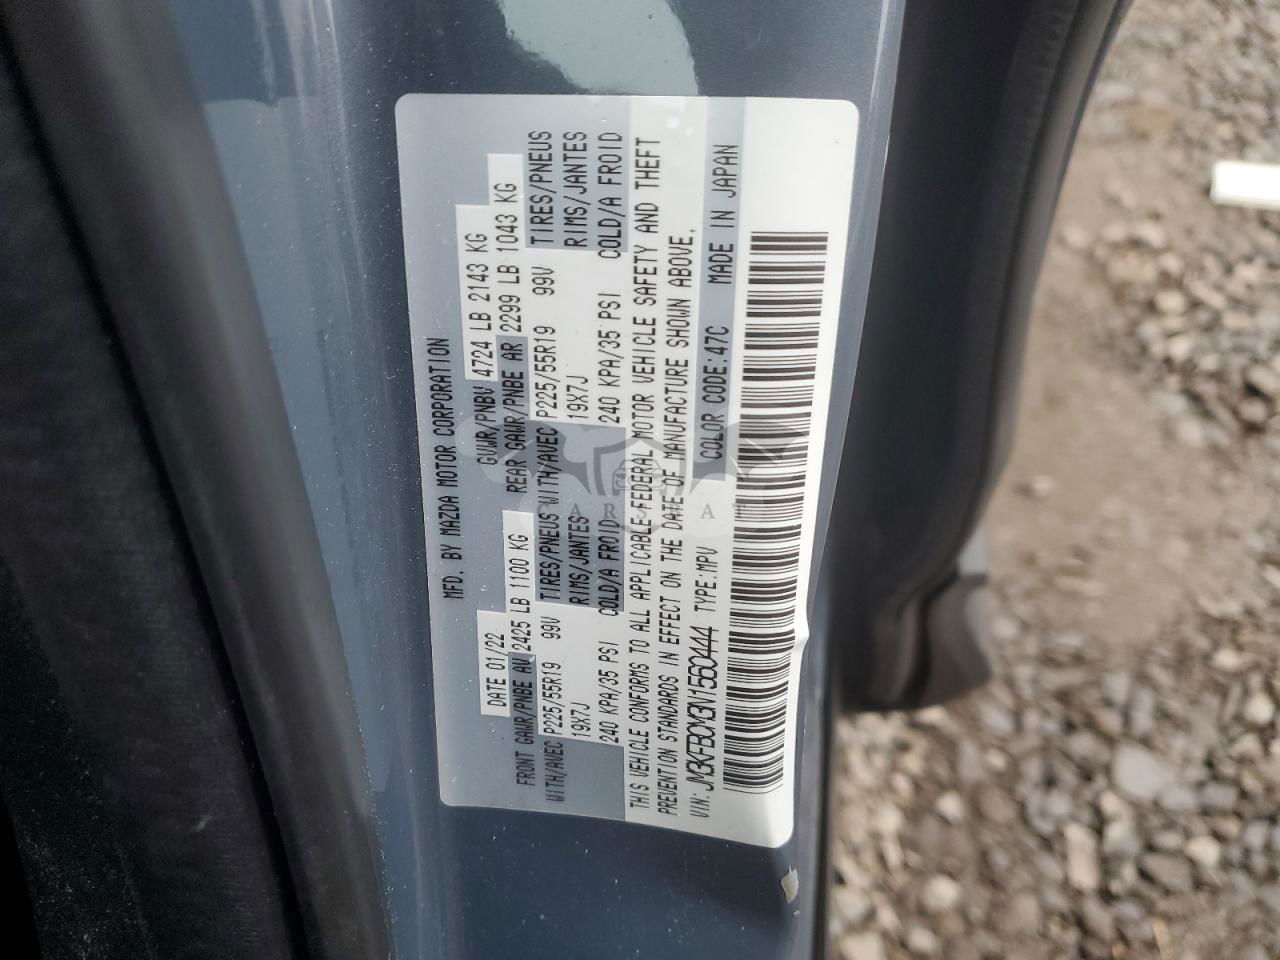 MFD. BY MAZDA MOTOR CORPORATION
DATE 01/22 GVWR/PNBV 4724 LB 2143 KG
FRONT GAWR/PNBE AV 2425 LB 1100 KG REAR GAWR/PNBE AR 2299 LB 1043 KG
WITH/AVEC P225/55R19 99V TIRES/PNEUS WITH/AVEC P225/55R19 99V TIRES/PNEUS
19X7J RIMS/JANTES 19X7J RIMS/JANTES
240 KPA/35 PSI COLD/A FROID 240 KPA/35 PSI COLD/A FROID
THIS VEHICLE CONFORMS TO ALL APPLICABLE FEDERAL MOTOR VEHICLE SAFETY AND THEFT
PREVENTION STANDARDS IN EFFECT ON THE DATE OF MANUFACTURE SHOWN ABOVE.
VIN: JM3KFBCM3N1560444 TYPE:MPV COLOR CODE:47C MADE IN JAPAN